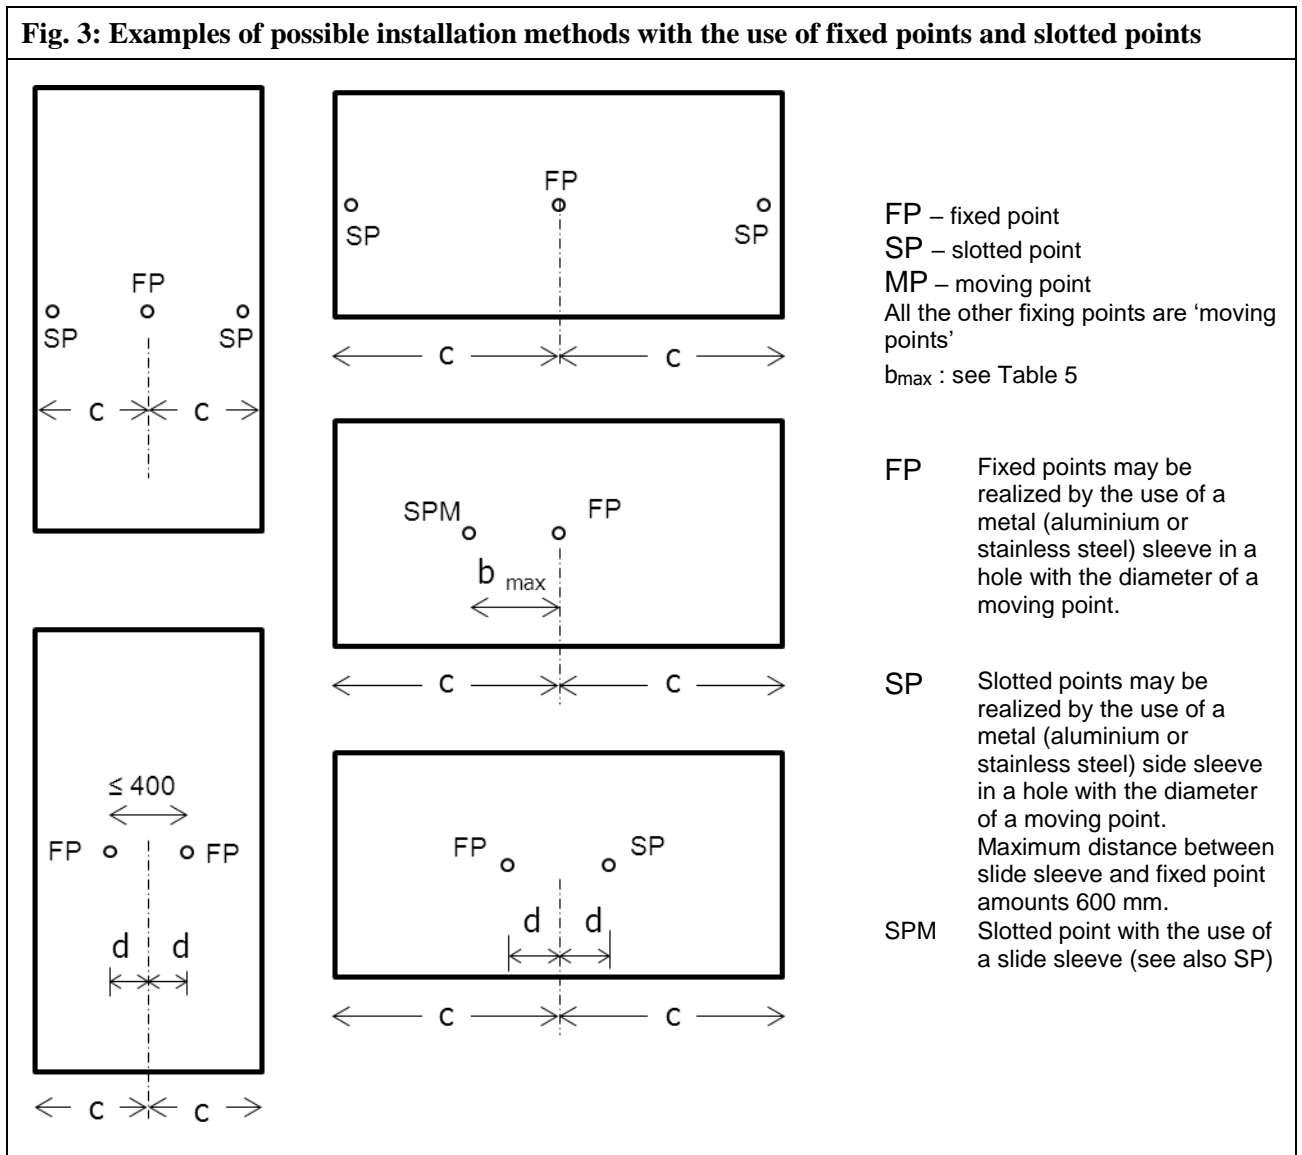 Fig. 3: Examples of possible installation methods with the use of fixed points and slotted points
FP
SP
SP
c
c
FP
SP
SP
c
c
SPM
FP
b max
c
c
≤ 400
FP
FP
d
d
c
c
FP
SP
d
d
c
c
FP – fixed point
SP – slotted point
MP – moving point
All the other fixing points are ‘moving
points’
bmax : see Table 5
FP Fixed points may be
realized by the use of a
metal (aluminium or
stainless steel) sleeve in a
hole with the diameter of a
moving point.
SP Slotted points may be
realized by the use of a
metal (aluminium or
stainless steel) side sleeve
in a hole with the diameter
of a moving point.
Maximum distance between
slide sleeve and fixed point
amounts 600 mm.
SPM Slotted point with the use of
a slide sleeve (see also SP)